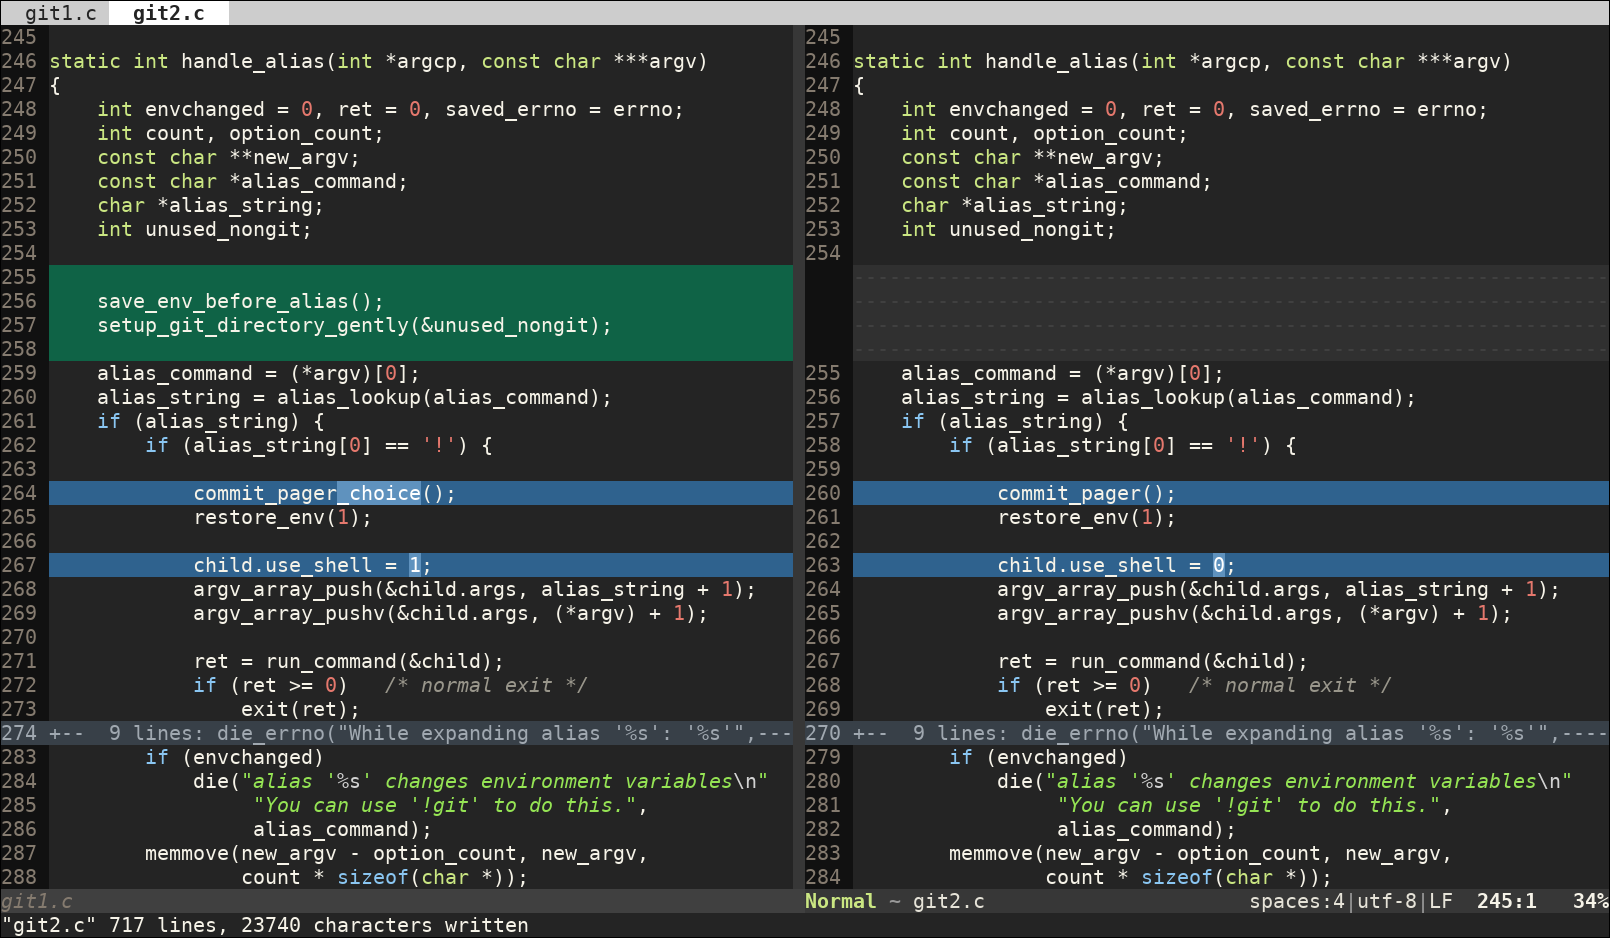 git1.c  git2.c
245
246 static int handle_alias(int *argcp, const char ***argv)
247 {
248     int envchanged = 0, ret = 0, saved_errno = errno;
249     int count, option_count;
250     const char **new_argv;
251     const char *alias_command;
252     char *alias_string;
253     int unused_nongit;
254
255
256     save_env_before_alias();
257     setup_git_directory_gently(&unused_nongit);
258
259     alias_command = (*argv)[0];
260     alias_string = alias_lookup(alias_command);
261     if (alias_string) {
262         if (alias_string[0] == '!') {
263
264             commit_pager_choice();
265             restore_env(1);
266
267             child.use_shell = 1;
268             argv_array_push(&child.args, alias_string + 1);
269             argv_array_pushv(&child.args, (*argv) + 1);
270
271             ret = run_command(&child);
272             if (ret >= 0)   /* normal exit */
273                 exit(ret);
274 +--  9 lines: die_errno("While expanding alias '%s': '%s'",---
283         if (envchanged)
284             die("alias '%s' changes environment variables\n"
285                  "You can use '!git' to do this.",
286                  alias_command);
287         memmove(new_argv - option_count, new_argv,
288                 count * sizeof(char *));
git1.c
245
246 static int handle_alias(int *argcp, const char ***argv)
247 {
248     int envchanged = 0, ret = 0, saved_errno = errno;
249     int count, option_count;
250     const char **new_argv;
251     const char *alias_command;
252     char *alias_string;
253     int unused_nongit;
254
255     alias_command = (*argv)[0];
256     alias_string = alias_lookup(alias_command);
257     if (alias_string) {
258         if (alias_string[0] == '!') {
259
260             commit_pager();
261             restore_env(1);
262
263             child.use_shell = 0;
264             argv_array_push(&child.args, alias_string + 1);
265             argv_array_pushv(&child.args, (*argv) + 1);
266
267             ret = run_command(&child);
268             if (ret >= 0)   /* normal exit */
269                 exit(ret);
270 +--  9 lines: die_errno("While expanding alias '%s': '%s'",----
279         if (envchanged)
280             die("alias '%s' changes environment variables\n"
281                  "You can use '!git' to do this.",
282                  alias_command);
283         memmove(new_argv - option_count, new_argv,
284                 count * sizeof(char *));
Normal ~ git2.c                      spaces:4|utf-8|LF  245:1   34%
"git2.c" 717 lines, 23740 characters written